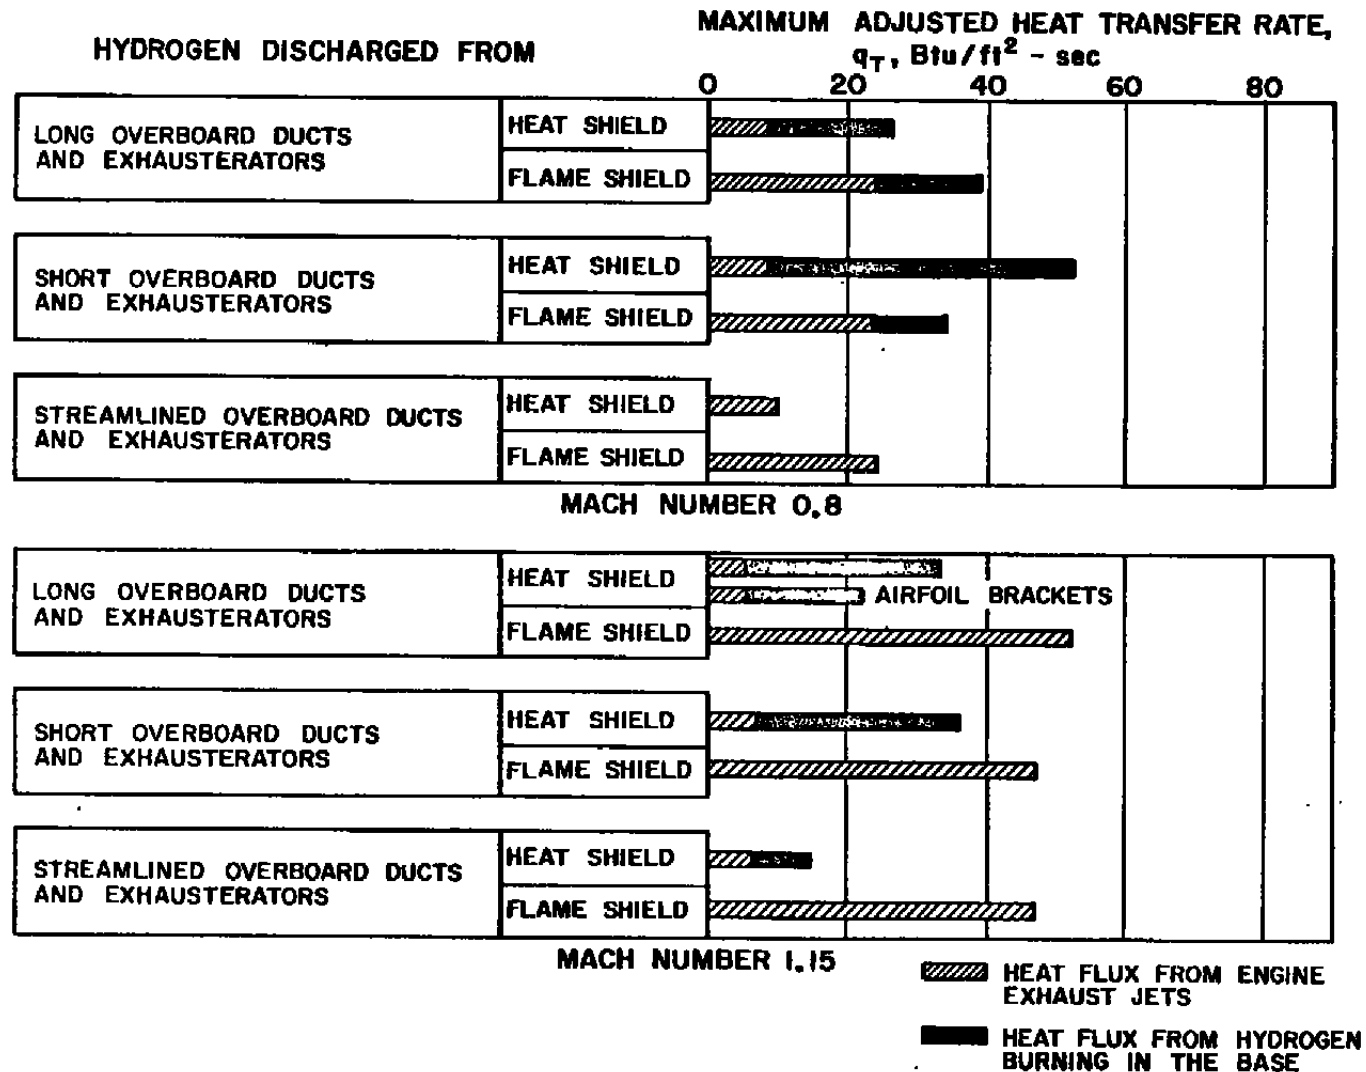 MAXIMUM ADJUSTED HEAT TRANSFER RATE,
HYDROGEN DISCHARGED FROM
qT, Btu/ft2 - sec
0 20 40 60 80
LONG OVERBOARD DUCTS
AND EXHAUSTERATORS
HEAT SHIELD
FLAME SHIELD
SHORT OVERBOARD DUCTS
AND EXHAUSTERATORS
HEAT SHIELD
FLAME SHIELD
STREAMLINED OVERBOARD DUCTS
AND EXHAUSTERATORS
HEAT SHIELD
FLAME SHIELD
MACH NUMBER 0.8
LONG OVERBOARD DUCTS
AND EXHAUSTERATORS
HEAT SHIELD
AIRFOIL BRACKETS
FLAME SHIELD
SHORT OVERBOARD DUCTS
AND EXHAUSTERATORS
HEAT SHIELD
FLAME SHIELD
STREAMLINED OVERBOARD DUCTS
AND EXHAUSTERATORS
HEAT SHIELD
FLAME SHIELD
MACH NUMBER 1.15
HEAT FLUX FROM ENGINE
EXHAUST JETS
HEAT FLUX FROM HYDROGEN
BURNING IN THE BASE